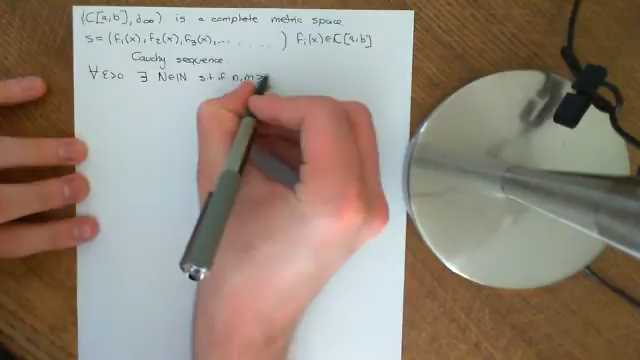 (C[a,b], d∞) is a complete metric space.
S = (f₁(x), f₂(x), f₃(x), ... . . . . ) fᵢ(x) ∈ C[a,b]
Cauchy sequence.
∀ ε>0 ∃ N∈ℕ s.t if n,m>